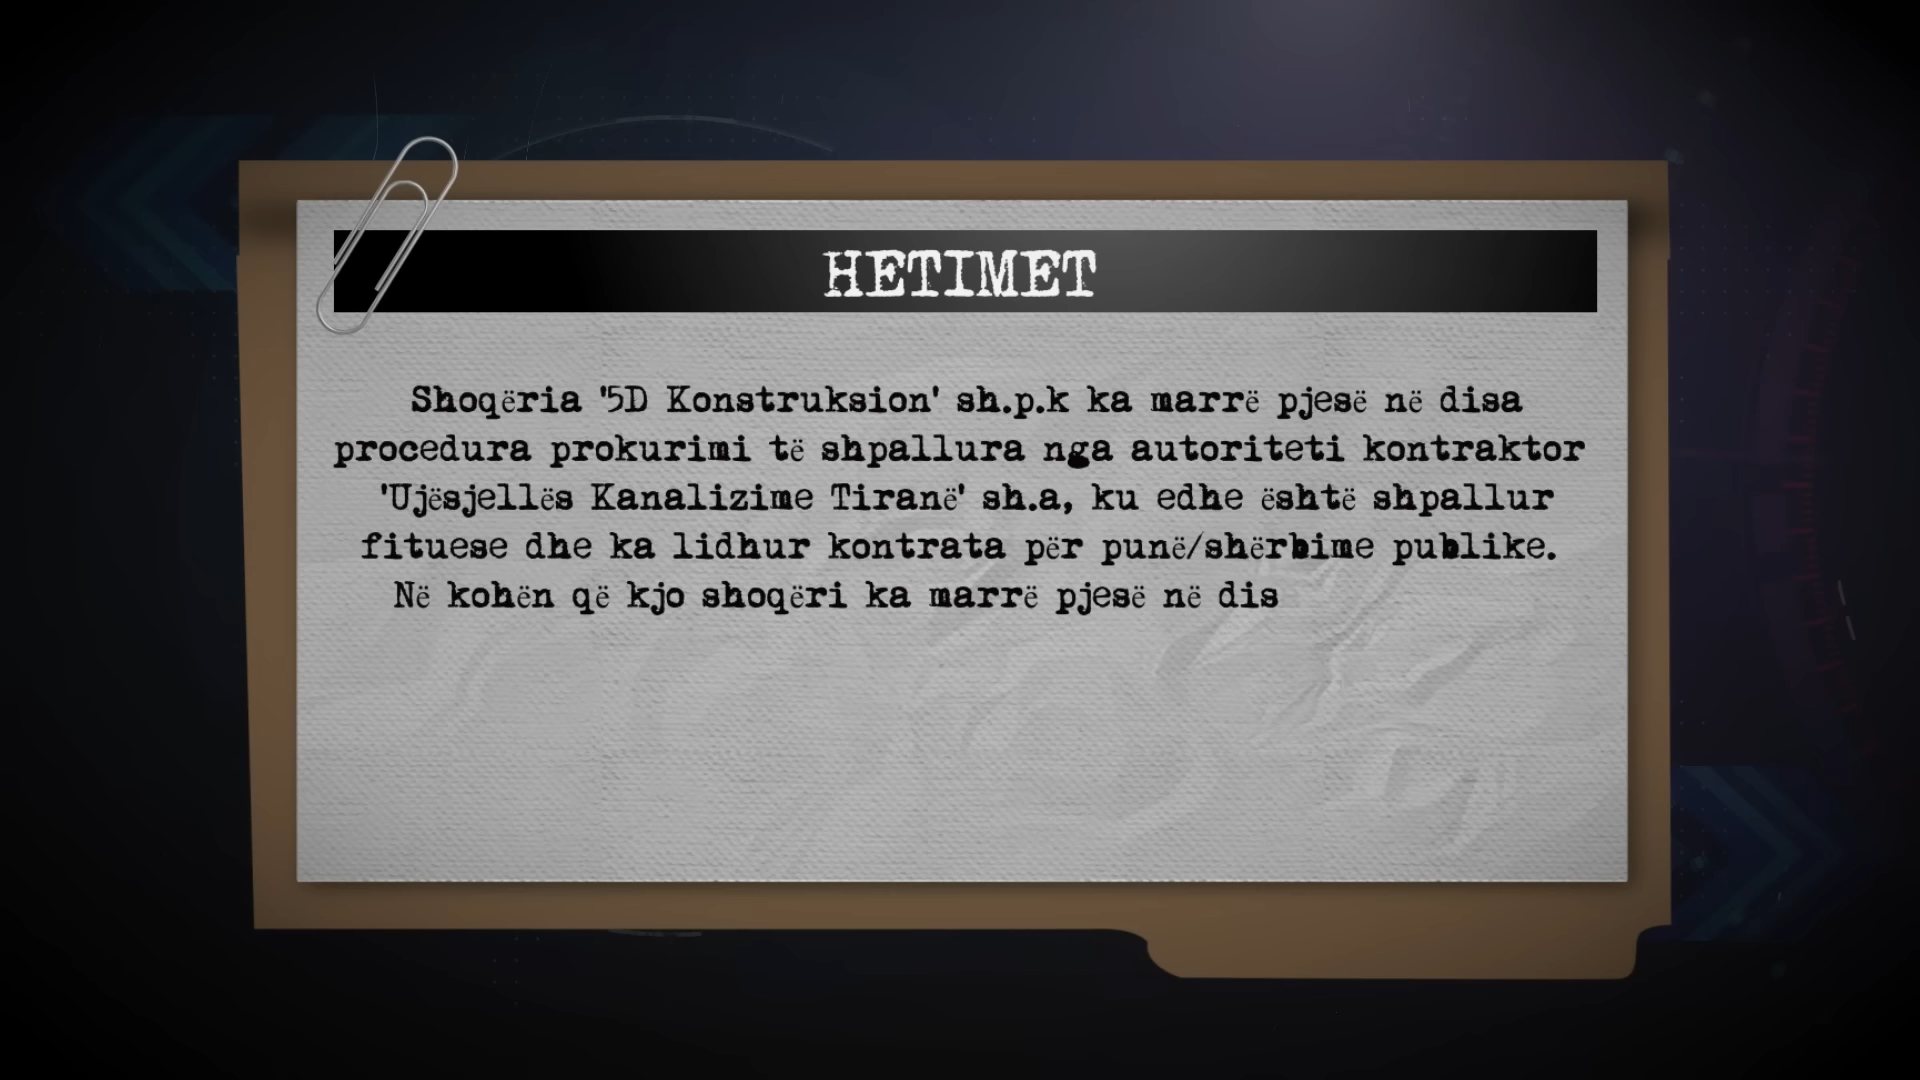 HETIMET
Shoqëria '5D Konstruksion' sh.p.k ka marrë pjesë në disa
procedura prokurimi të shpallura nga autoriteti kontraktor
'Ujësjellës Kanalizime Tiranë' sh.a, ku edhe është shpallur
fituese dhe ka lidhur kontrata për punë/shërbime publike.
Në kohën që kjo shoqëri ka marrë pjesë në dis